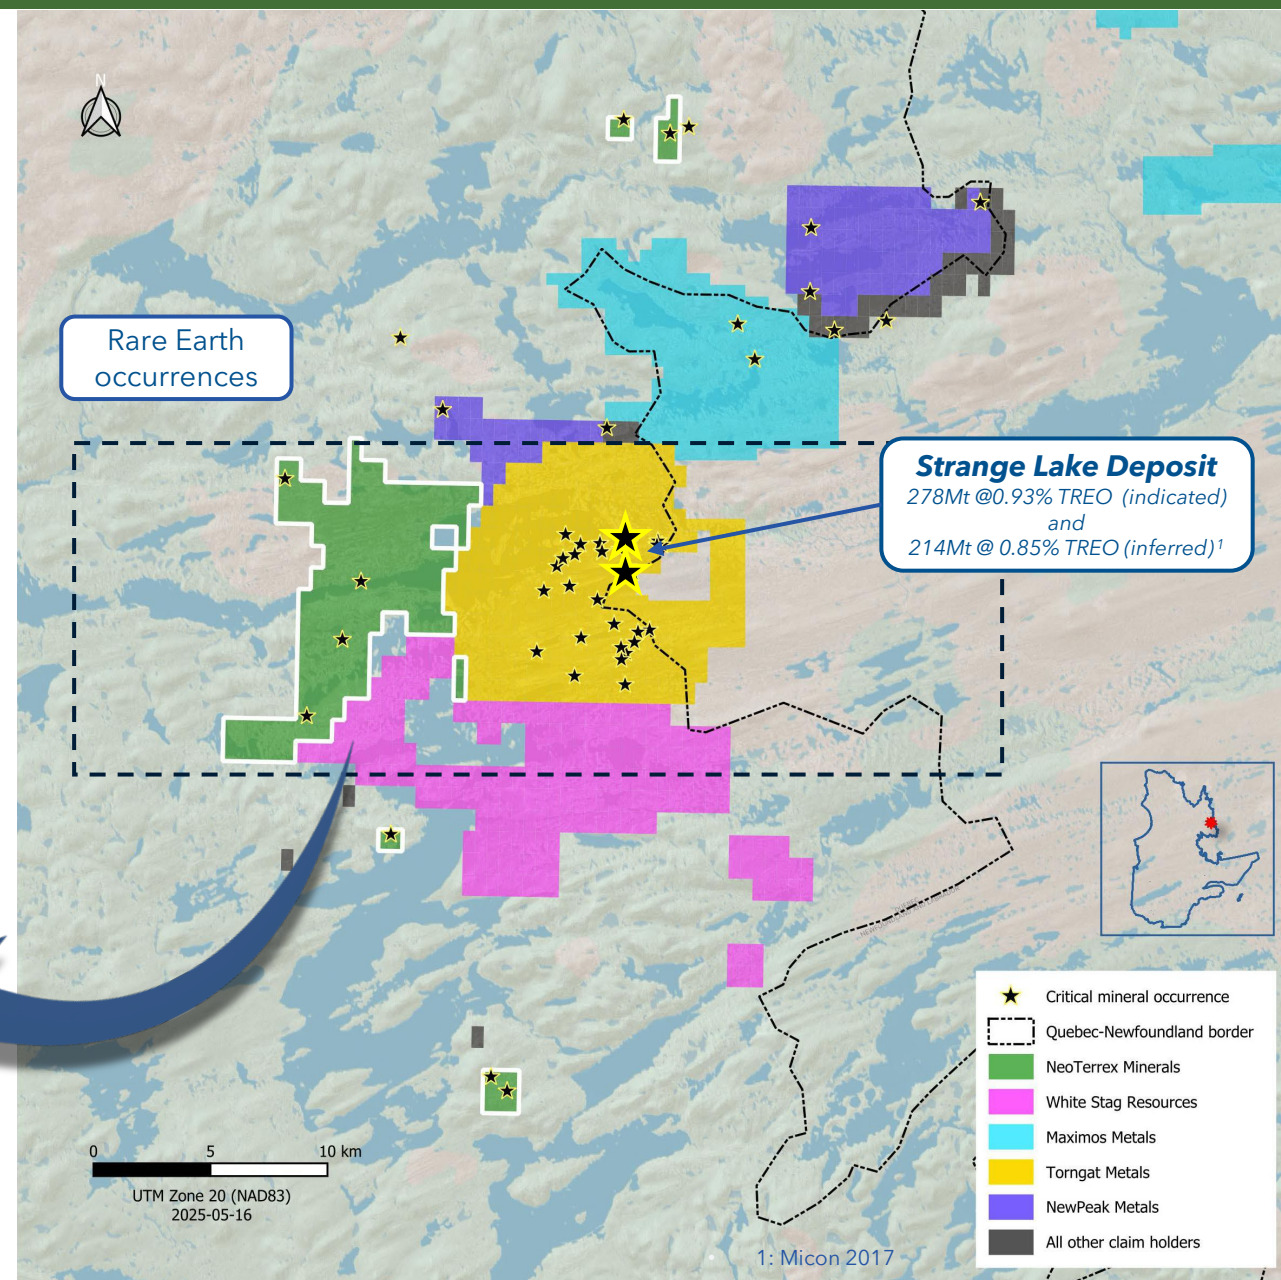 N
Rare Earth
occurrences
Strange Lake Deposit
278Mt @0.93% TREO (indicated)
and
214Mt @ 0.85% TREO (inferred)¹
Critical mineral occurrence
Quebec-Newfoundland border
NeoTerrex Minerals
White Stag Resources
Maximos Metals
Torngat Metals
NewPeak Metals
All other claim holders
0 5 10 km
UTM Zone 20 (NAD83)
2025-05-16
1: Micon 2017